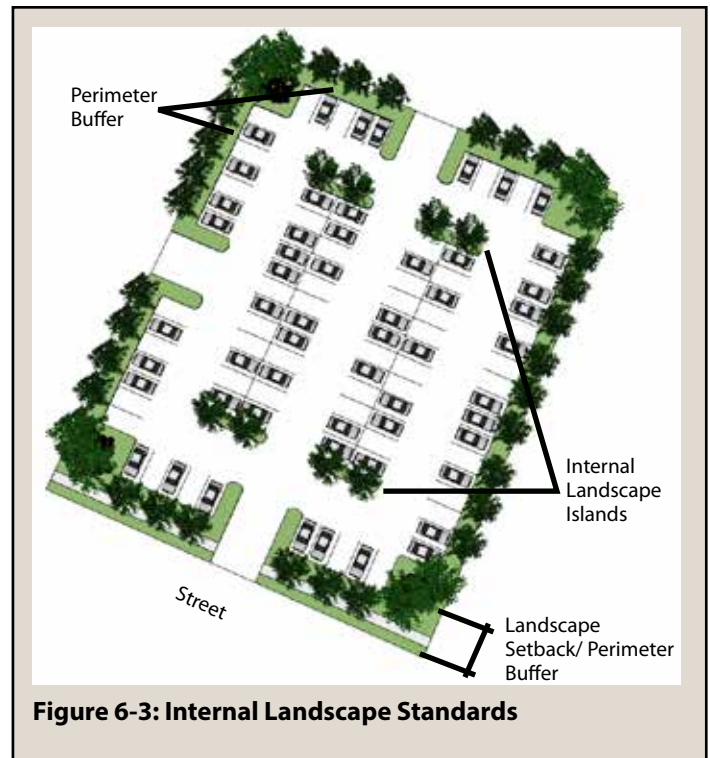 Perimeter
Buffer
Internal
Landscape
Islands
Street
Landscape
Setback/ Perimeter
Buffer
Figure 6-3: Internal Landscape Standards